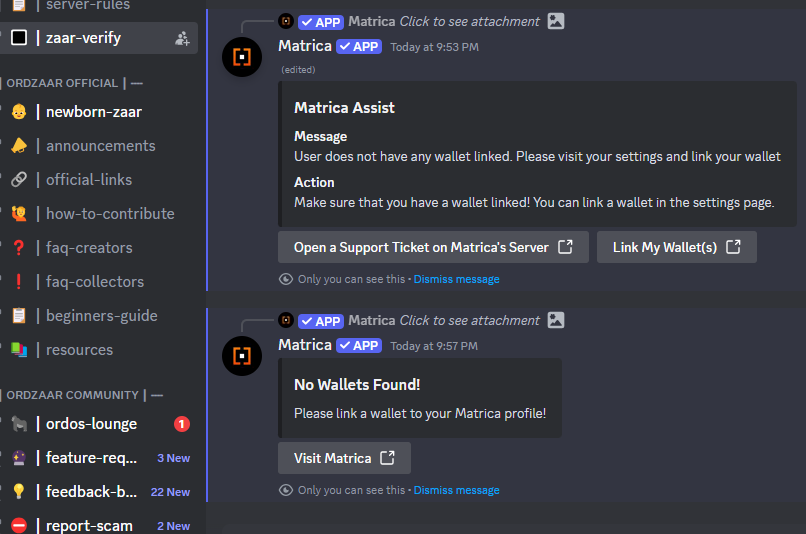 server-rules
zaar-verify
ORDZAAR OFFICIAL | —
| newborn-zaar
| announcements
| official-links
| how-to-contribute
| faq-creators
| faq-collectors
| beginners-guide
| resources
ORDZAAR COMMUNITY | —
| ordos-lounge 1
| feature-req... 3 New
| feedback-b... 22 New
| report-scam 2 New
✓ APP Matrica Click to see attachment
Matrica ✓ APP Today at 9:53 PM
(edited)
Matrica Assist
Message
User does not have any wallet linked. Please visit your settings and link your wallet
Action
Make sure that you have a wallet linked! You can link a wallet in the settings page.
Open a Support Ticket on Matrica's Server
Link My Wallet(s)
Only you can see this • Dismiss message
✓ APP Matrica Click to see attachment
Matrica ✓ APP Today at 9:57 PM
No Wallets Found!
Please link a wallet to your Matrica profile!
Visit Matrica
Only you can see this • Dismiss message